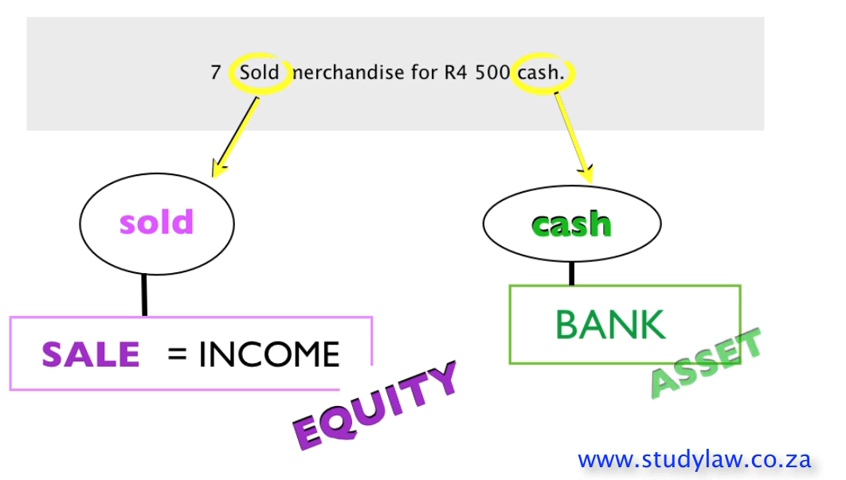 7 Sold merchandise for R4 500 cash.
sold
cash
SALE = INCOME
BANK
EQUITY
ASSET
www.studylaw.co.za